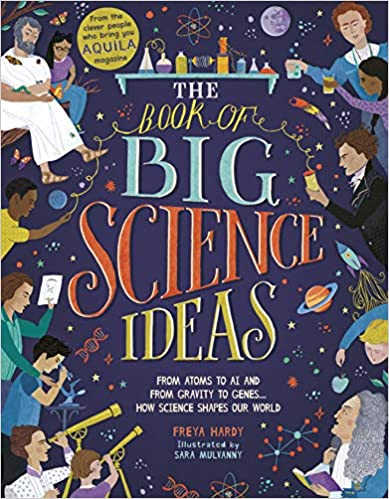 From the
clever people
who bring you
AQUILA
magazine
THE
BOOK OF
BIG
SCIENCE
IDEAS
FROM ATOMS TO AI AND
FROM GRAVITY TO GENES...
HOW SCIENCE SHAPES OUR WORLD
FREYA HARDY
Illustrated by
SARA MULVANNY